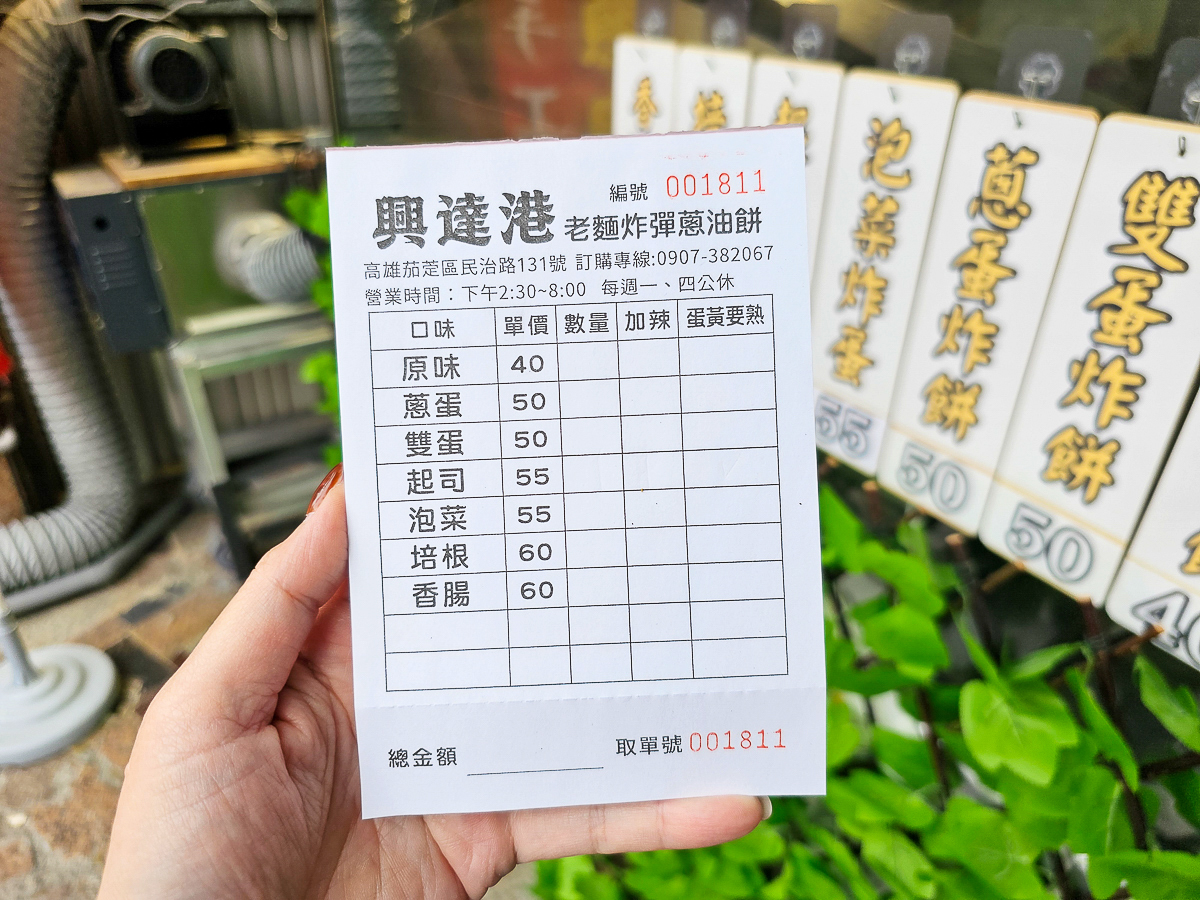 編號 001811
興達港 老麵炸彈蔥油餅
高雄茄萣區民治路131號 訂購專線:0907-382067
營業時間：下午2:30~8:00 每週一、四公休
口味 單價 數量 加辣 蛋黃要熟
原味 40
蔥蛋 50
雙蛋 50
起司 55
泡菜 55
培根 60
香腸 60
總金額 取單號 001811
香
培
起
泡菜炸蛋
55
蔥蛋炸餅
50
雙蛋炸餅
50
40